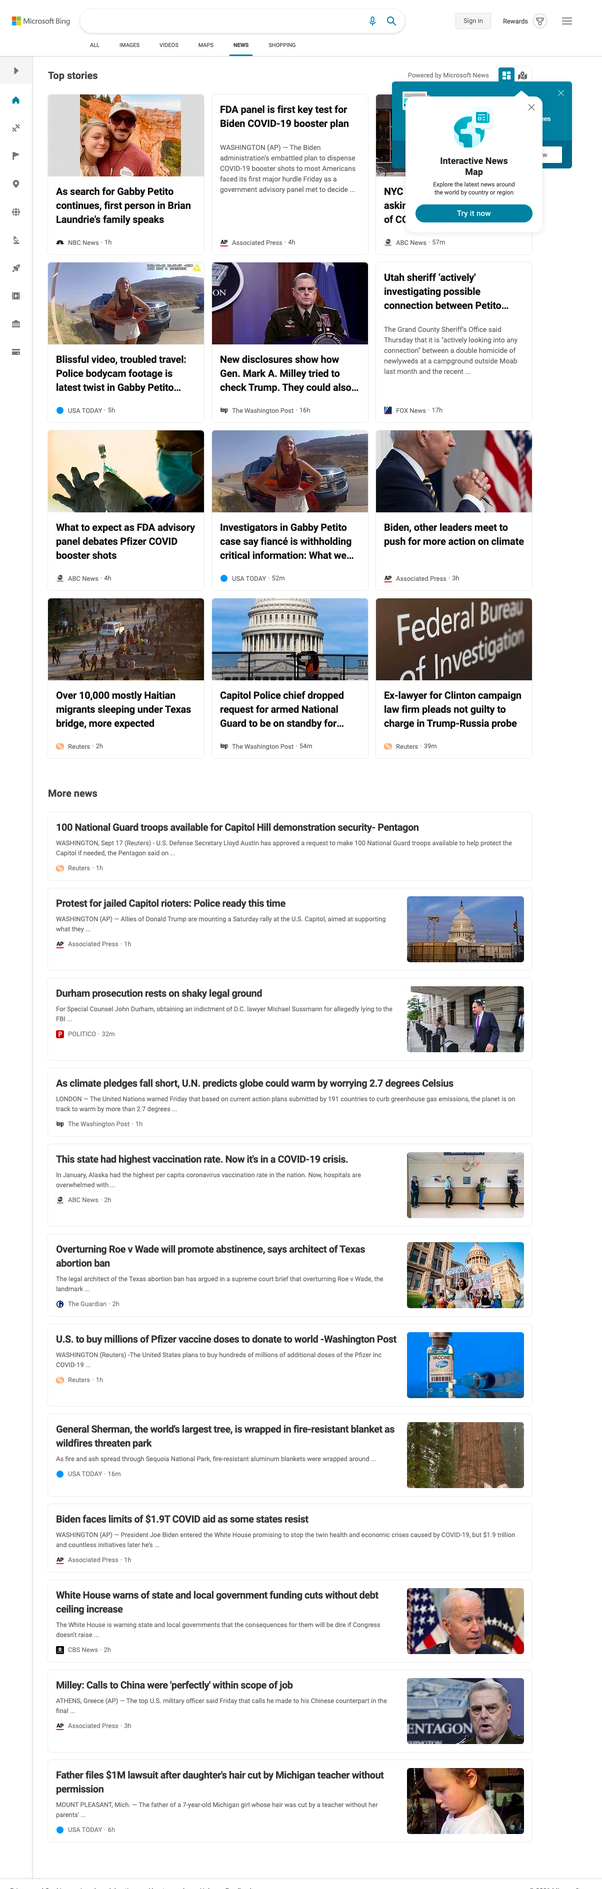 Microsoft Bing
Sign in
Rewards
ALL
IMAGES
VIDEOS
MAPS
NEWS
SHOPPING
Top stories
Powered by Microsoft News
As search for Gabby Petito
continues, first person in Brian
Laundrie's family speaks
NBC News · 1h
FDA panel is first key test for
Biden COVID-19 booster plan
WASHINGTON (AP) — The Biden
administration's embattled plan to dispense
COVID-19 booster shots to most Americans
faced its first major hurdle Friday as a
government advisory panel met to decide ...
AP Associated Press · 4h
NYC
askin
of CO
ABC News · 57m
Interactive News
Map
Explore the latest news around
the world by country or region
Try it now
es
w
Blissful video, troubled travel:
Police bodycam footage is
latest twist in Gabby Petito...
USA TODAY · 5h
ON
New disclosures show how
Gen. Mark A. Milley tried to
check Trump. They could also...
wp The Washington Post · 16h
Utah sheriff 'actively'
investigating possible
connection between Petito...
The Grand County Sheriff's Office said
Thursday that it is "actively looking into any
connection" between a double homicide of
newlyweds at a campground outside Moab
last month and the recent ...
FOX News · 17h
What to expect as FDA advisory
panel debates Pfizer COVID
booster shots
ABC News · 4h
Investigators in Gabby Petito
case say fiancé is withholding
critical information: What we...
USA TODAY · 52m
Biden, other leaders meet to
push for more action on climate
AP Associated Press · 3h
Over 10,000 mostly Haitian
migrants sleeping under Texas
bridge, more expected
Reuters · 2h
Capitol Police chief dropped
request for armed National
Guard to be on standby for...
wp The Washington Post · 54m
Federal Bureau
of Investigation
Ex-lawyer for Clinton campaign
law firm pleads not guilty to
charge in Trump-Russia probe
Reuters · 39m
More news
100 National Guard troops available for Capitol Hill demonstration security- Pentagon
WASHINGTON, Sept 17 (Reuters) - U.S. Defense Secretary Lloyd Austin has approved a request to make 100 National Guard troops available to help protect the
Capitol if needed, the Pentagon said on ...
Reuters · 1h
Protest for jailed Capitol rioters: Police ready this time
WASHINGTON (AP) — Allies of Donald Trump are mounting a Saturday rally at the U.S. Capitol, aimed at supporting
what they ...
AP Associated Press · 1h
Durham prosecution rests on shaky legal ground
For Special Counsel John Durham, obtaining an indictment of D.C. lawyer Michael Sussmann for allegedly lying to the
FBI ...
P POLITICO · 32m
As climate pledges fall short, U.N. predicts globe could warm by worrying 2.7 degrees Celsius
LONDON — The United Nations warned Friday that based on current action plans submitted by 191 countries to curb greenhouse gas emissions, the planet is on
track to warm by more than 2.7 degrees ...
wp The Washington Post · 1h
This state had highest vaccination rate. Now it's in a COVID-19 crisis.
In January, Alaska had the highest per capita coronavirus vaccination rate in the nation. Now, hospitals are
overwhelmed with ...
ABC News · 2h
Overturning Roe v Wade will promote abstinence, says architect of Texas
abortion ban
The legal architect of the Texas abortion ban has argued in a supreme court brief that overturning Roe v Wade, the
landmark ...
The Guardian · 2h
U.S. to buy millions of Pfizer vaccine doses to donate to world -Washington Post
WASHINGTON (Reuters) -The United States plans to buy hundreds of millions of additional doses of the Pfizer Inc
COVID-19 ...
Reuters · 1h
VACCINE
General Sherman, the world's largest tree, is wrapped in fire-resistant blanket as
wildfires threaten park
As fire and ash spread through Sequoia National Park, fire-resistant aluminum blankets were wrapped around ...
USA TODAY · 16m
Biden faces limits of $1.9T COVID aid as some states resist
WASHINGTON (AP) — President Joe Biden entered the White House promising to stop the twin health and economic crises caused by COVID-19, but $1.9 trillion
and countless initiatives later he's ...
AP Associated Press · 1h
White House warns of state and local government funding cuts without debt
ceiling increase
The White House is warning state and local governments that the consequences for them will be dire if Congress
doesn't raise ...
CBS News · 2h
Milley: Calls to China were 'perfectly' within scope of job
ATHENS, Greece (AP) — The top U.S. military officer said Friday that calls he made to his Chinese counterpart in the
final ...
AP Associated Press · 3h
ENTAGON
Father files $1M lawsuit after daughter's hair cut by Michigan teacher without
permission
MOUNT PLEASANT, Mich. — The father of a 7-year-old Michigan girl whose hair was cut by a teacher without her
parents' ...
USA TODAY · 6h